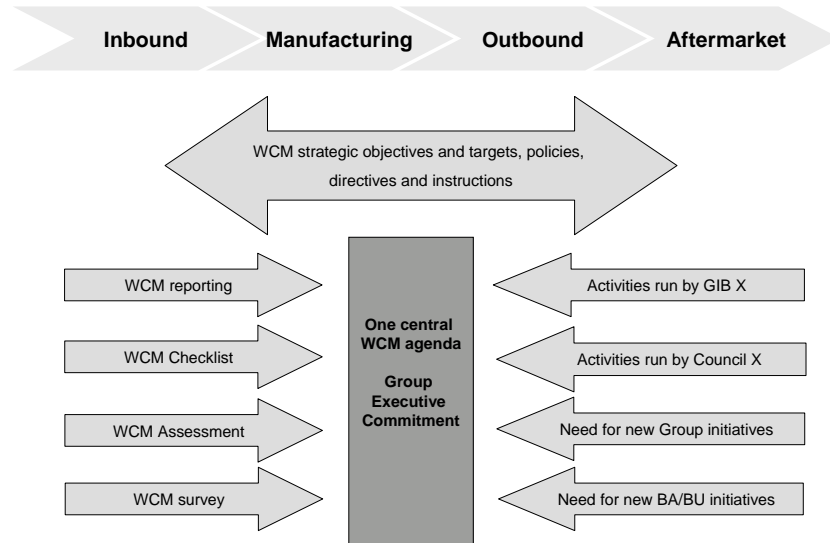 Inbound
Manufacturing
Outbound
Aftermarket
WCM strategic objectives and targets, policies,
directives and instructions
WCM reporting
WCM Checklist
WCM Assessment
WCM survey
One central
WCM agenda
Group
Executive
Commitment
Activities run by GIB X
Activities run by Council X
Need for new Group initiatives
Need for new BA/BU initiatives